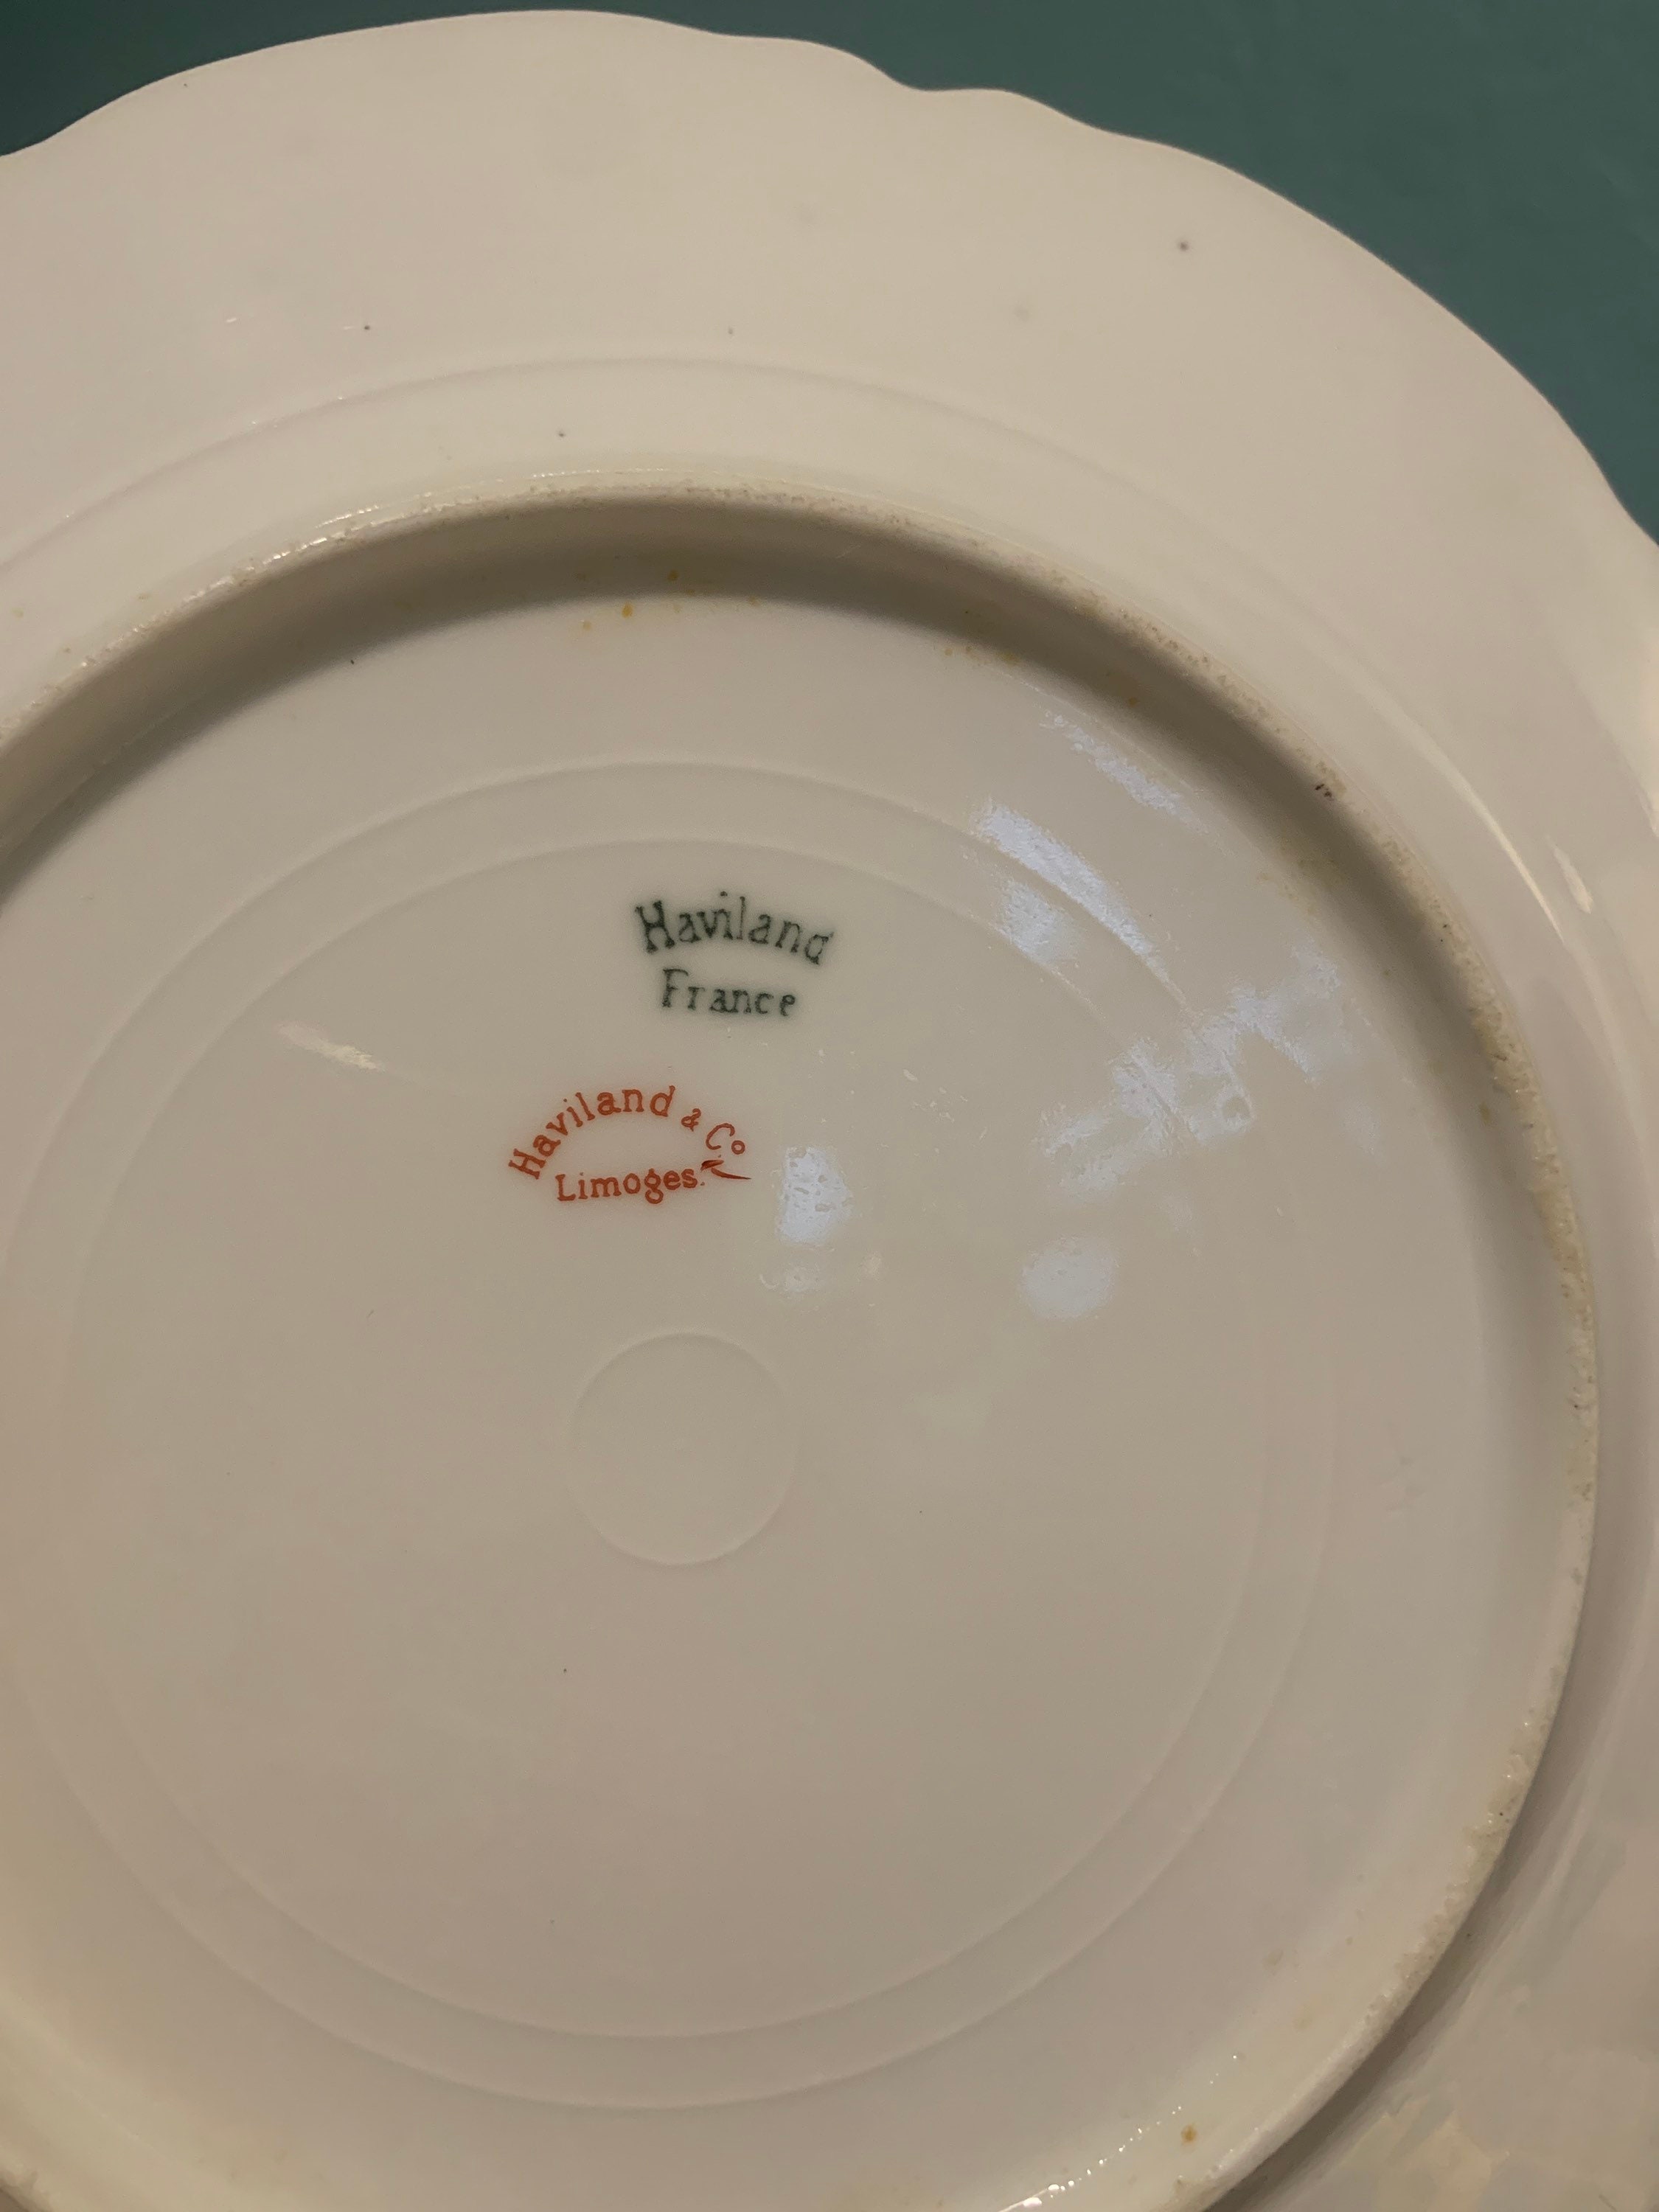 Haviland
France
Haviland & Co
Limoges.